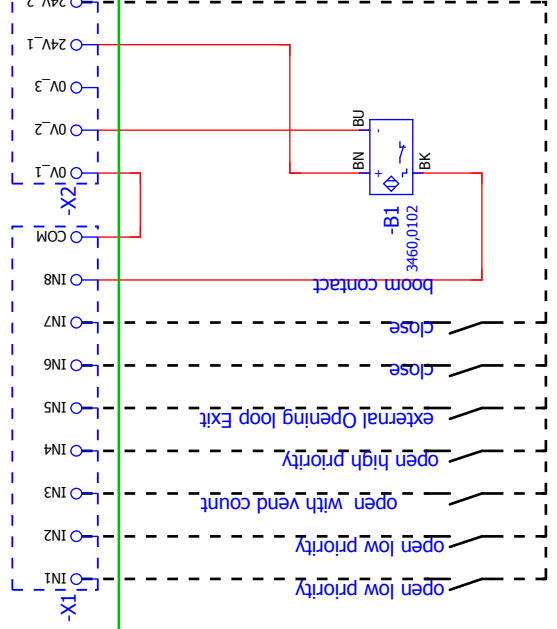 24V_2
24V_1
0V_3
0V_2
0V_1
-X2
BU
BN
BK
-
+
-B1
3460,0102
COM
IN8
boom contact
IN7
close
IN6
close
IN5
external Opening loop Exit
IN4
open high priority
IN3
open with vend count
IN2
open low priority
IN1
open low priority
-X1